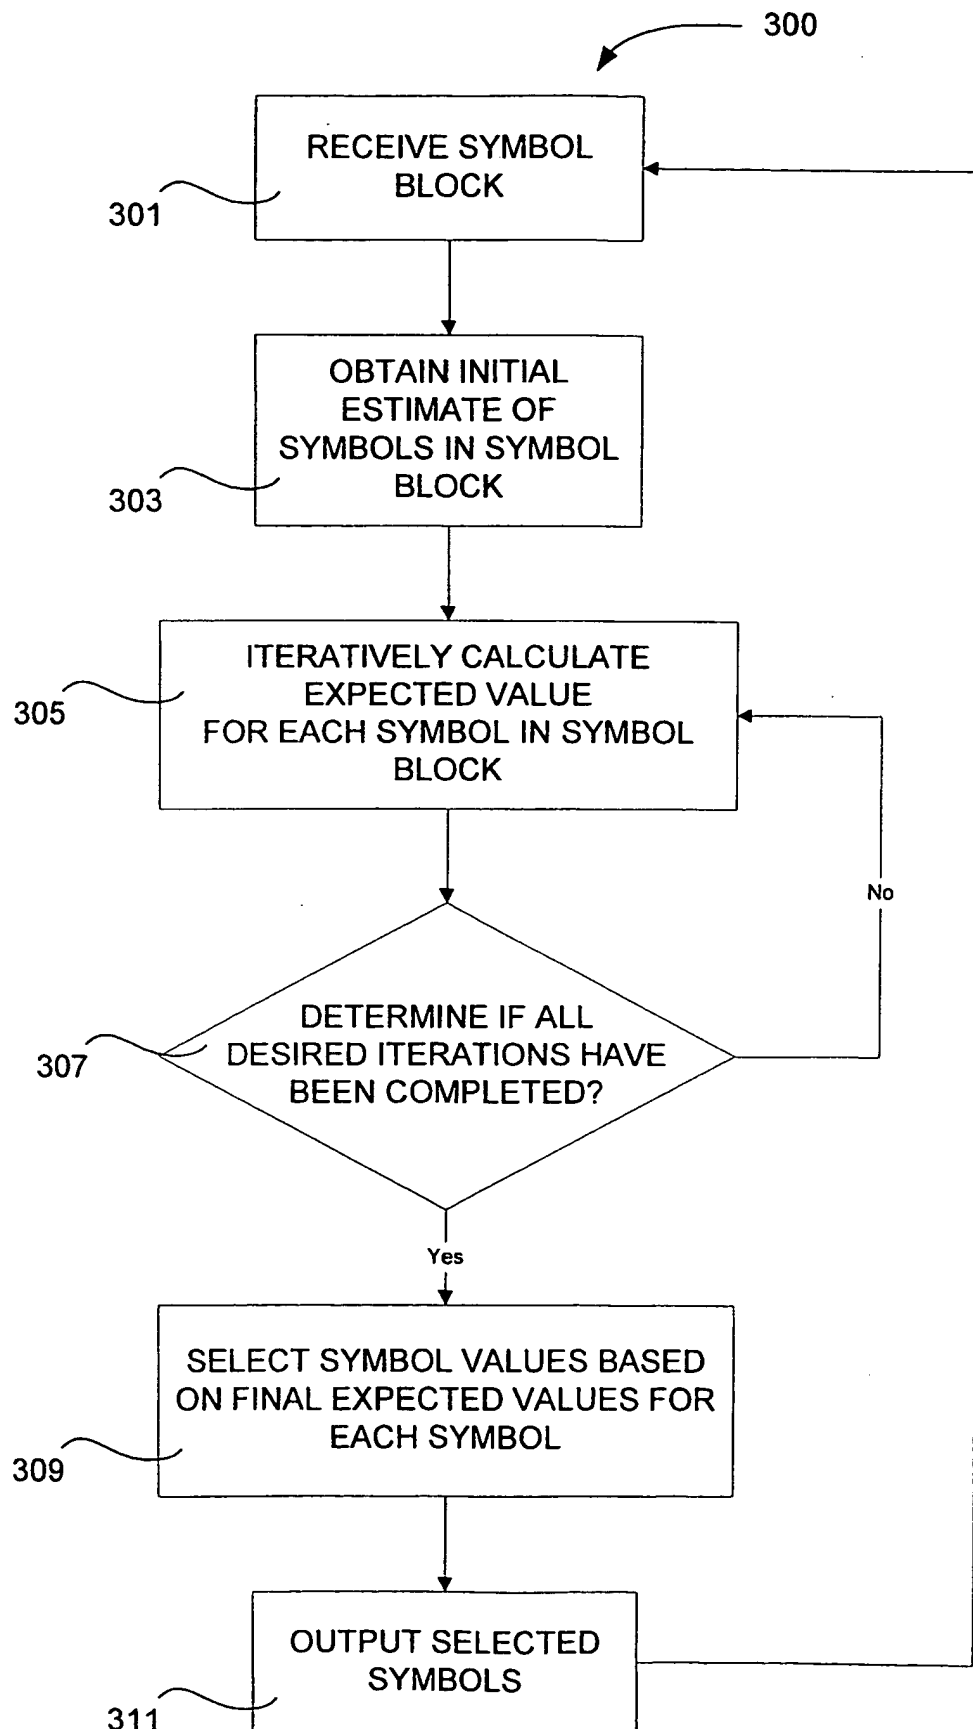 300
RECEIVE SYMBOL
BLOCK
301
OBTAIN INITIAL
ESTIMATE OF
SYMBOLS IN SYMBOL
BLOCK
303
ITERATIVELY CALCULATE
EXPECTED VALUE
FOR EACH SYMBOL IN SYMBOL
BLOCK
305
No
DETERMINE IF ALL
DESIRED ITERATIONS HAVE
BEEN COMPLETED?
307
Yes
SELECT SYMBOL VALUES BASED
ON FINAL EXPECTED VALUES FOR
EACH SYMBOL
309
OUTPUT SELECTED
SYMBOLS
311